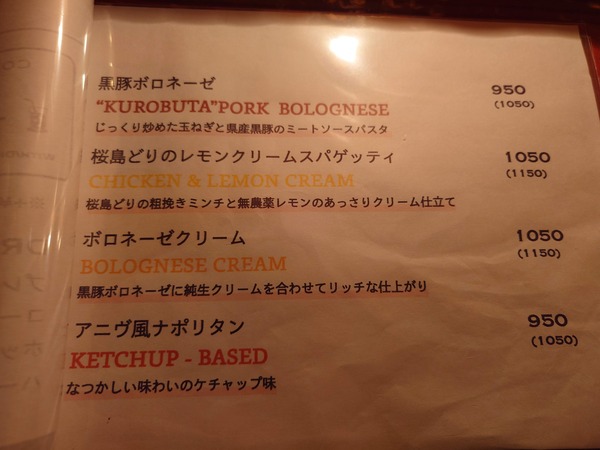 黒豚ボロネーゼ 950
"KUROBUTA"PORK BOLOGNESE (1050)
じっくり炒めた玉ねぎと県産黒豚のミートソースパスタ
桜島どりのレモンクリームスパゲッティ 1050
CHICKEN & LEMON CREAM (1150)
桜島どりの粗挽きミンチと無農薬レモンのあっさりクリーム仕立て
ボロネーゼクリーム 1050
BOLOGNESE CREAM (1150)
黒豚ボロネーゼに純生クリームを合わせてリッチな仕上がり
アニヴ風ナポリタン 950
KETCHUP - BASED (1050)
なつかしい味わいのケチャップ味